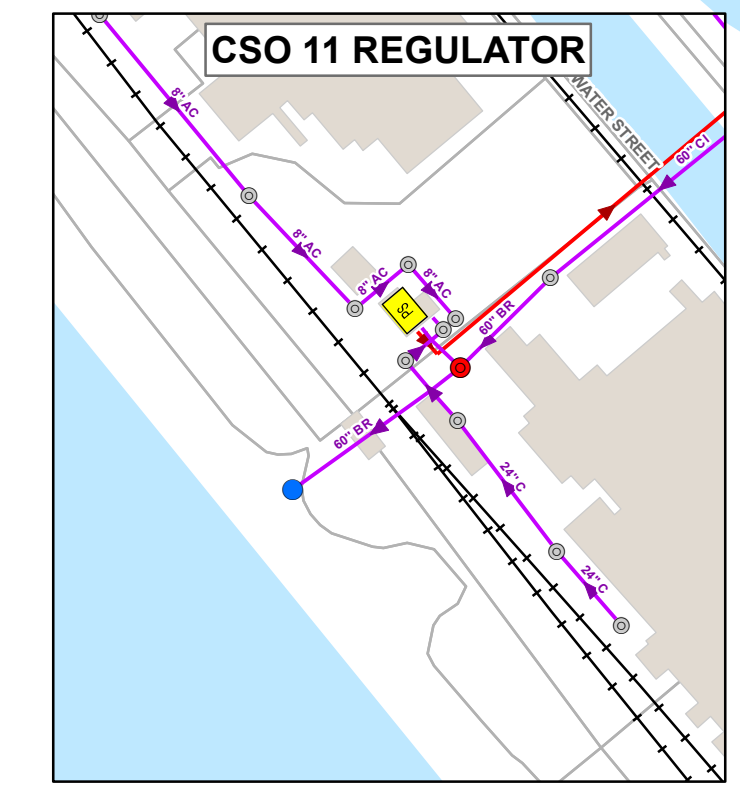 CSO 11 REGULATOR
8" AC
WATER STREET
60" CI
8" AC
8" AC
8" AC
PS
60" BR
60" BR
24" C
24" C